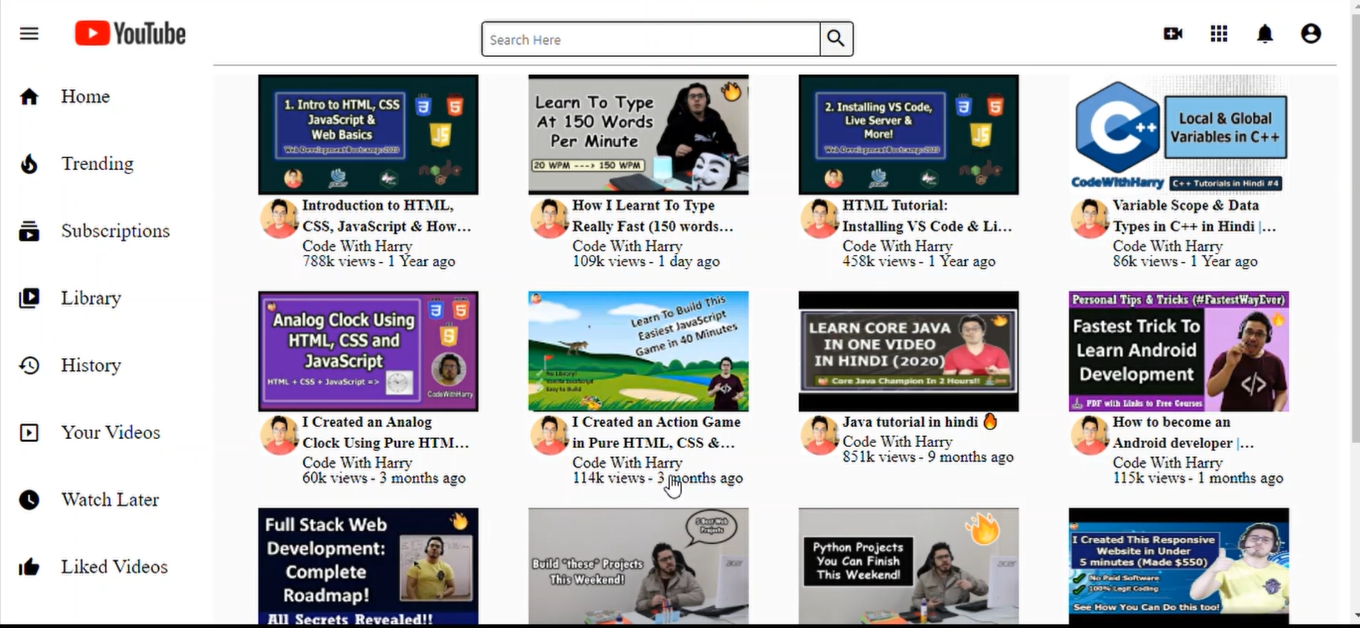 YouTube
Search Here
Home
Trending
Subscriptions
Library
History
Your Videos
Watch Later
Liked Videos
1. Intro to HTML, CSS
JavaScript &
Web Basics
Web Development Bootcamp 2020
Introduction to HTML,
CSS, JavaScript & How...
Code With Harry
788k views - 1 Year ago
Learn To Type
At 150 Words
Per Minute
20 WPM ---> 150 WPM
How I Learnt To Type
Really Fast (150 words...
Code With Harry
109k views - 1 day ago
2. Installing VS Code,
Live Server &
More!
Web Development Bootcamp 2020
HTML Tutorial:
Installing VS Code & Li...
Code With Harry
458k views - 1 Year ago
C++
Local & Global
Variables in C++
CodeWithHarry
C++ Tutorials in Hindi #4
Variable Scope & Data
Types in C++ in Hindi |...
Code With Harry
86k views - 1 Year ago
Analog Clock Using
HTML, CSS and
JavaScript
HTML + CSS + JavaScript =>
CodeWithHarry
I Created an Analog
Clock Using Pure HTM...
Code With Harry
60k views - 3 months ago
Learn To Build This
Easiest JavaScript
Game in 40 Minutes
Easy to Build
I Created an Action Game
in Pure HTML, CSS &...
Code With Harry
114k views - 3 months ago
LEARN CORE JAVA
IN ONE VIDEO
IN HINDI (2020)
Core Java Champion In 2 Hours!!
Java tutorial in hindi 🔥
Code With Harry
851k views - 9 months ago
Personal Tips & Tricks (#FastestWayEver)
Fastest Trick To
Learn Android
Development
PDF with Links to Free Courses
How to become an
Android developer |...
Code With Harry
115k views - 1 months ago
Full Stack Web
Development:
Complete
Roadmap!
All Secrets Revealed!!
5 Best Web
Projects
Build "these" Projects
This Weekend!
acer
Python Projects
You Can Finish
This Weekend!
acer
I Created This Responsive
Website in Under
5 minutes (Made $550)
No Paid Software
100% Legit Coding
See How You Can Do this too!